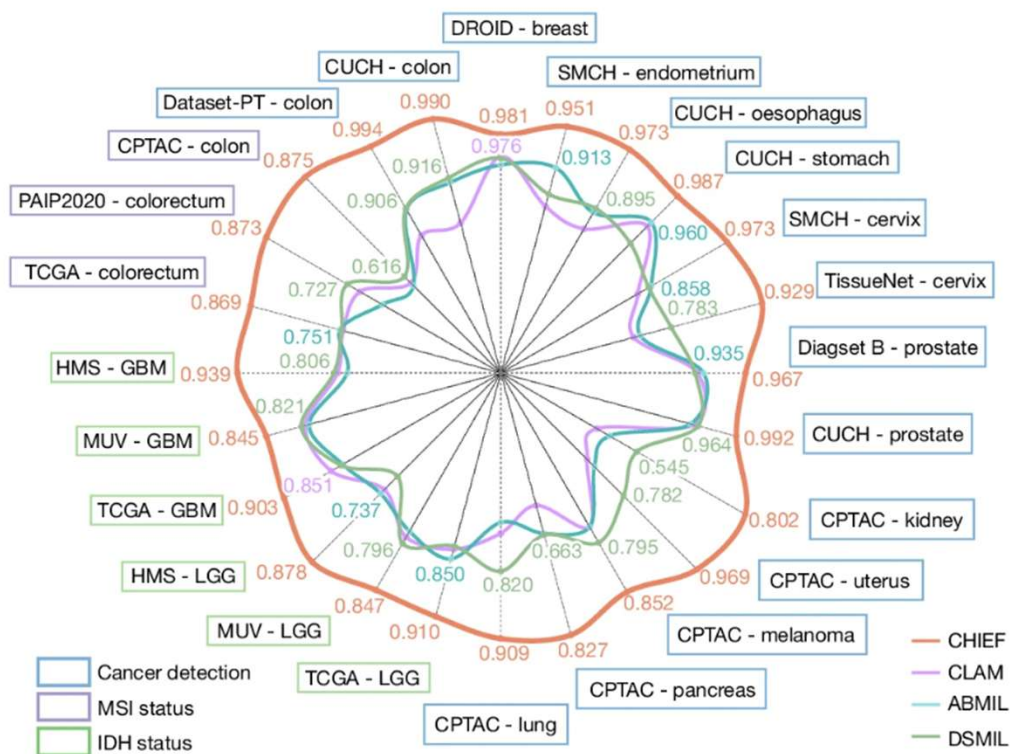 DROID - breast
CUCH - colon
SMCH - endometrium
Dataset-PT - colon
CUCH - oesophagus
CPTAC - colon
CUCH - stomach
PAIP2020 - colorectum
SMCH - cervix
TCGA - colorectum
TissueNet - cervix
HMS - GBM
Diagset B - prostate
MUV - GBM
CUCH - prostate
TCGA - GBM
CPTAC - kidney
HMS - LGG
CPTAC - uterus
MUV - LGG
CPTAC - melanoma
TCGA - LGG
CPTAC - pancreas
CPTAC - lung
0.990
0.981
0.951
0.994
0.973
0.976
0.875
0.916
0.913
0.987
0.906
0.895
0.873
0.960
0.973
0.616
0.727
0.858
0.869
0.783
0.929
0.751
0.806
0.935
0.939
0.967
0.821
0.845
0.964
0.992
0.545
0.851
0.782
0.903
0.737
0.802
0.796
0.663
0.795
0.878
0.850
0.820
0.969
0.847
0.852
0.910
0.909
0.827
Cancer detection
MSI status
IDH status
CHIEF
CLAM
ABMIL
DSMIL